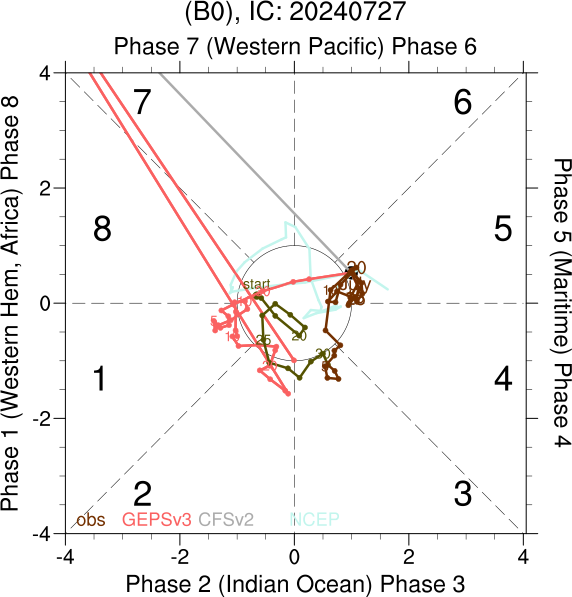 (B0), IC: 20240727
Phase 7 (Western Pacific) Phase 6
Phase 1 (Western Hem, Africa) Phase 8
Phase 5 (Maritime) Phase 4
4
2
0
-2
-4
7
6
8
5
1
4
2
3
start
20
20
25
30
5
obs GEPSv3 CFSv2 NCEP
-4 -2 0 2 4
Phase 2 (Indian Ocean) Phase 3